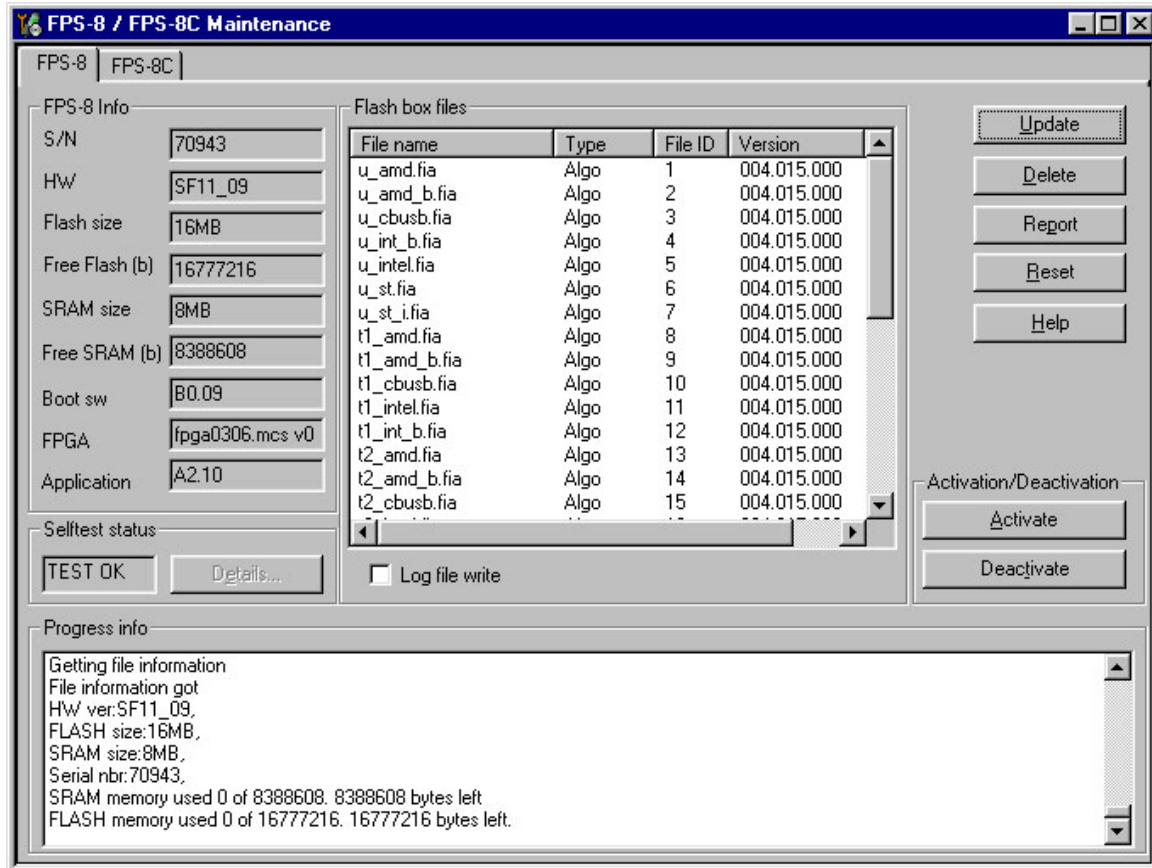 FPS-8 / FPS-8C Maintenance
FPS-8 FPS-8C
FPS-8 Info
S/N 70943
HW SF11_09
Flash size 16MB
Free Flash (b) 16777216
SRAM size 8MB
Free SRAM (b) 8388608
Boot sw B0.09
FPGA fpga0306.mcs v0
Application A2.10
Selftest status
TEST OK Details...
Flash box files
File name Type File ID Version
u_amd.fia Algo 1 004.015.000
u_amd_b.fia Algo 2 004.015.000
u_cbusb.fia Algo 3 004.015.000
u_int_b.fia Algo 4 004.015.000
u_intel.fia Algo 5 004.015.000
u_st.fia Algo 6 004.015.000
u_st_i.fia Algo 7 004.015.000
t1_amd.fia Algo 8 004.015.000
t1_amd_b.fia Algo 9 004.015.000
t1_cbusb.fia Algo 10 004.015.000
t1_intel.fia Algo 11 004.015.000
t1_int_b.fia Algo 12 004.015.000
t2_amd.fia Algo 13 004.015.000
t2_amd_b.fia Algo 14 004.015.000
t2_cbusb.fia Algo 15 004.015.000
Log file write
Update
Delete
Report
Reset
Help
Activation/Deactivation
Activate
Deactivate
Progress info
Getting file information
File information got
HW ver:SF11_09,
FLASH size:16MB,
SRAM size:8MB,
Serial nbr:70943,
SRAM memory used 0 of 8388608. 8388608 bytes left
FLASH memory used 0 of 16777216. 16777216 bytes left.